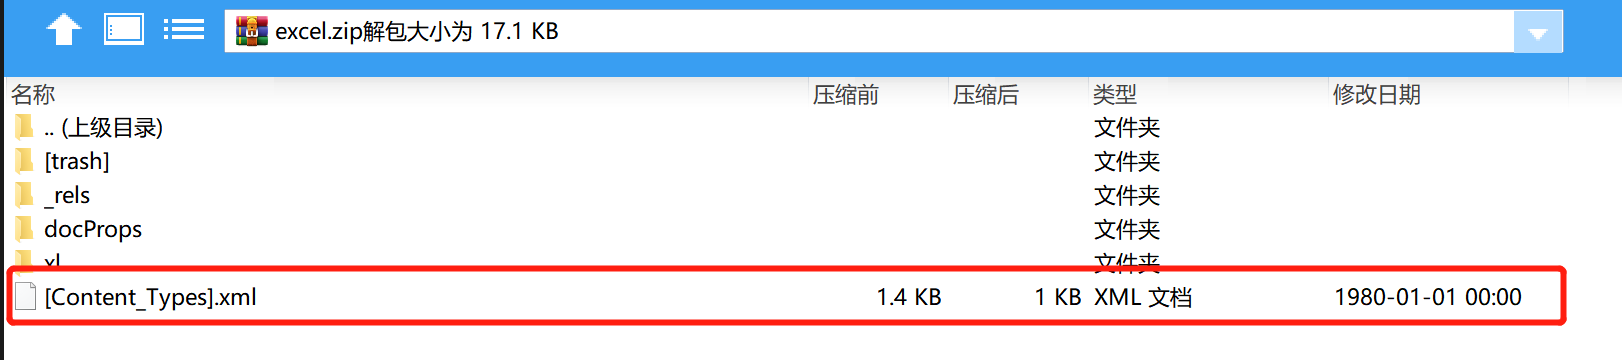 excel.zip解包大小为 17.1 KB
名称 压缩前 压缩后 类型 修改日期
.. (上级目录) 文件夹
[trash] 文件夹
_rels 文件夹
docProps 文件夹
xl 文件夹
[Content_Types].xml 1.4 KB 1 KB XML 文档 1980-01-01 00:00